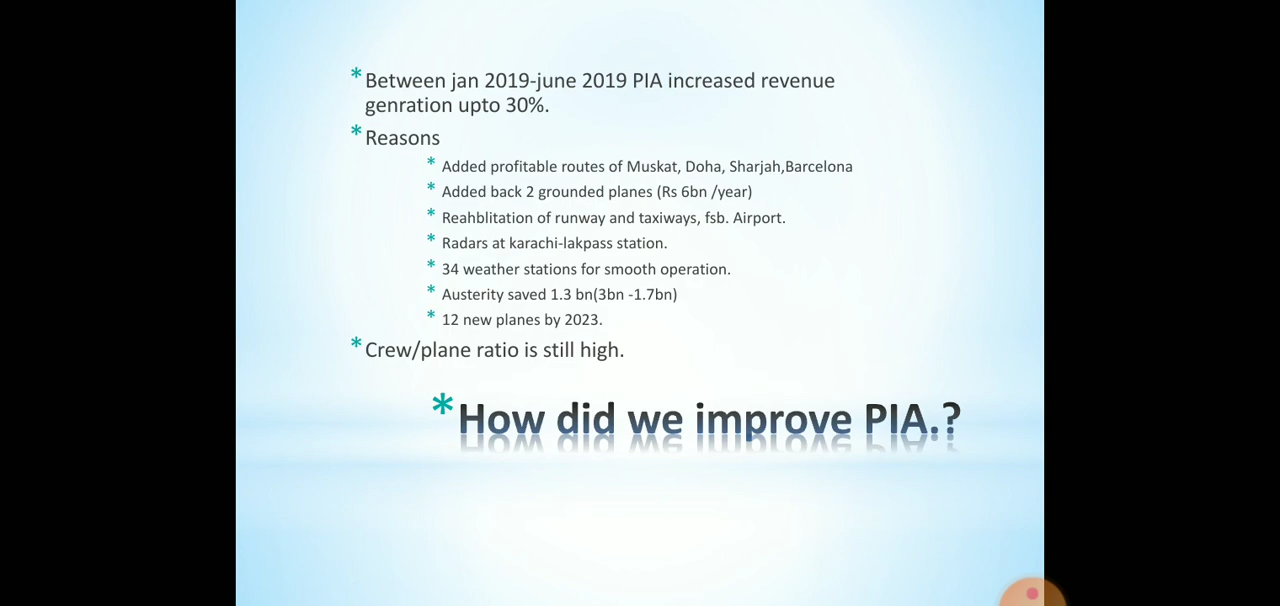 * Between jan 2019-june 2019 PIA increased revenue
genration upto 30%.
* Reasons
* Added profitable routes of Muskat, Doha, Sharjah,Barcelona
* Added back 2 grounded planes (Rs 6bn /year)
* Reahblitation of runway and taxiways, fsb. Airport.
* Radars at karachi-lakpass station.
* 34 weather stations for smooth operation.
* Austerity saved 1.3 bn(3bn -1.7bn)
* 12 new planes by 2023.
* Crew/plane ratio is still high.
* How did we improve PIA.?